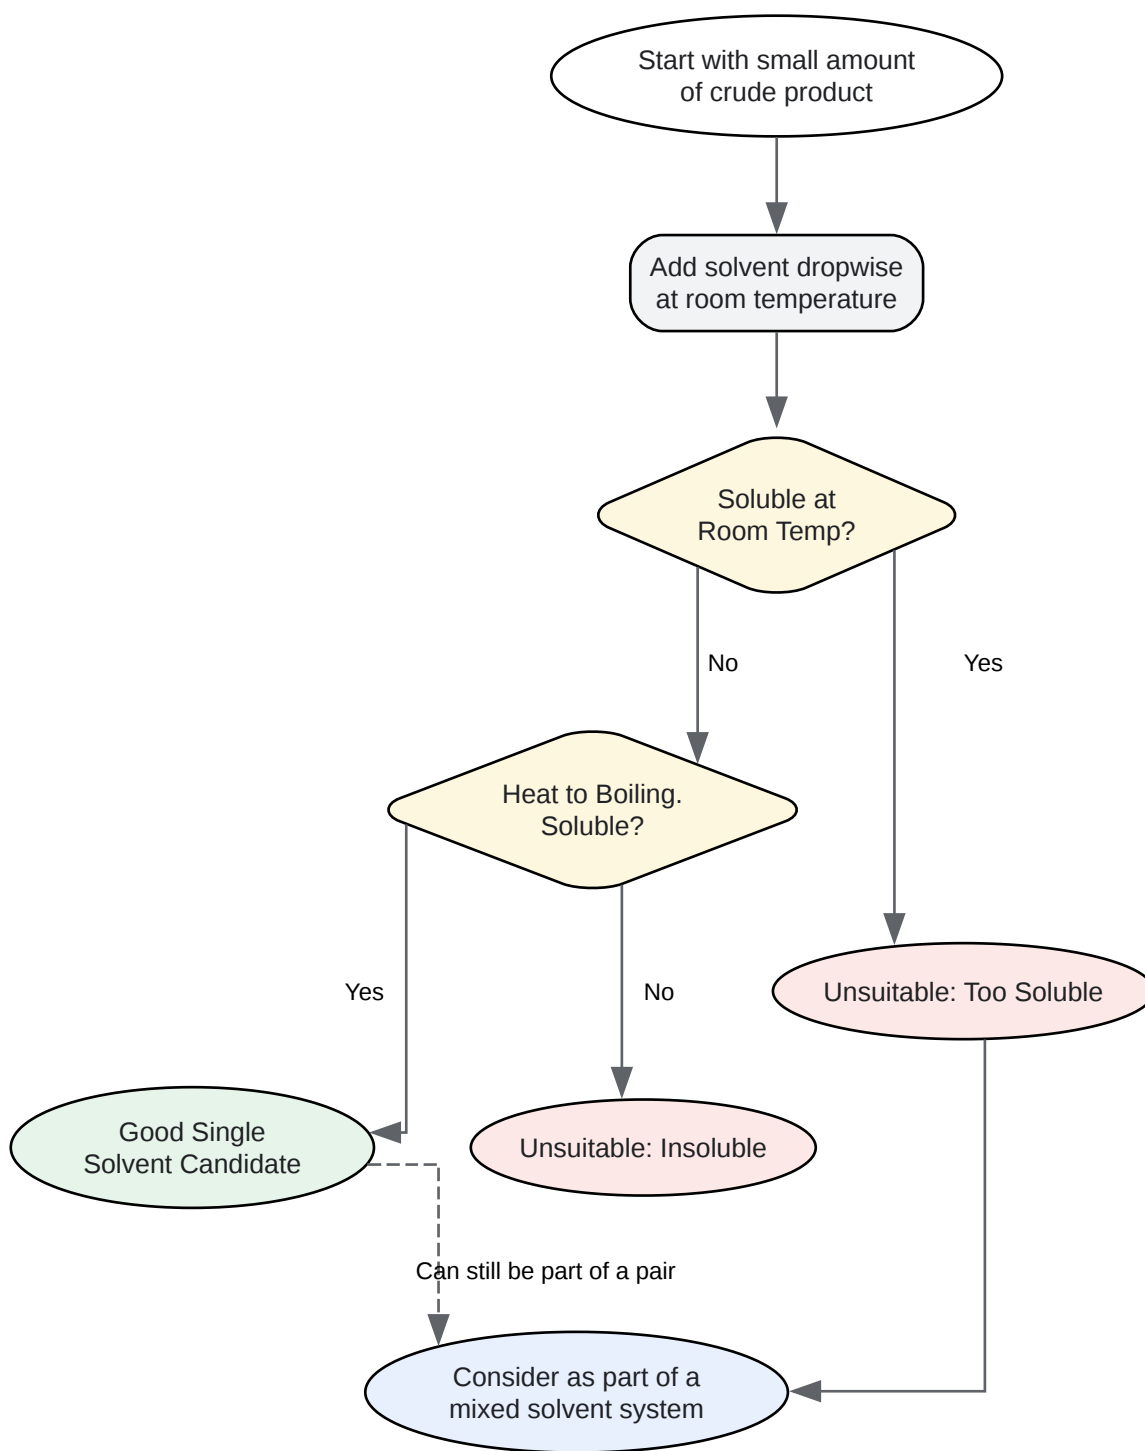 Start with small amount
of crude product
Add solvent dropwise
at room temperature
Soluble at
Room Temp?
No
Yes
Heat to Boiling.
Soluble?
Yes
No
Unsuitable: Too Soluble
Good Single
Solvent Candidate
Unsuitable: Insoluble
Can still be part of a pair
Consider as part of a
mixed solvent system